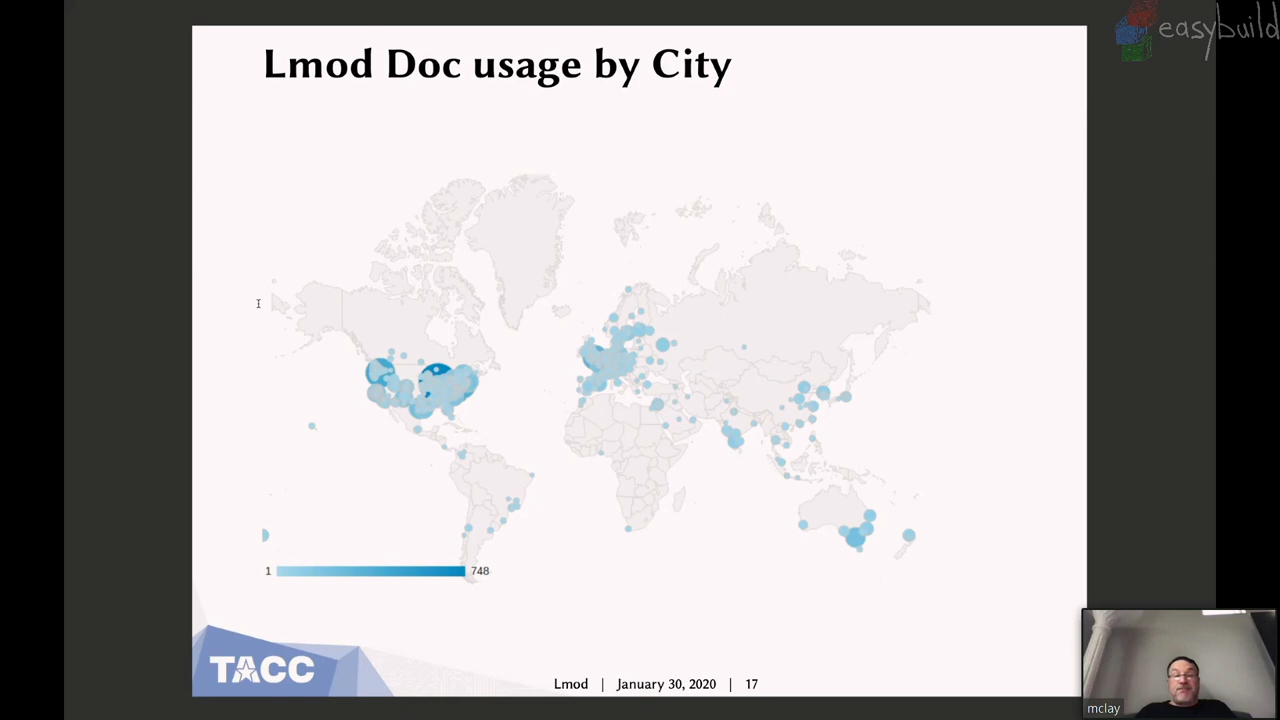 easybuild
Lmod Doc usage by City
1 748
TACC
Lmod | January 30, 2020 | 17
mclay